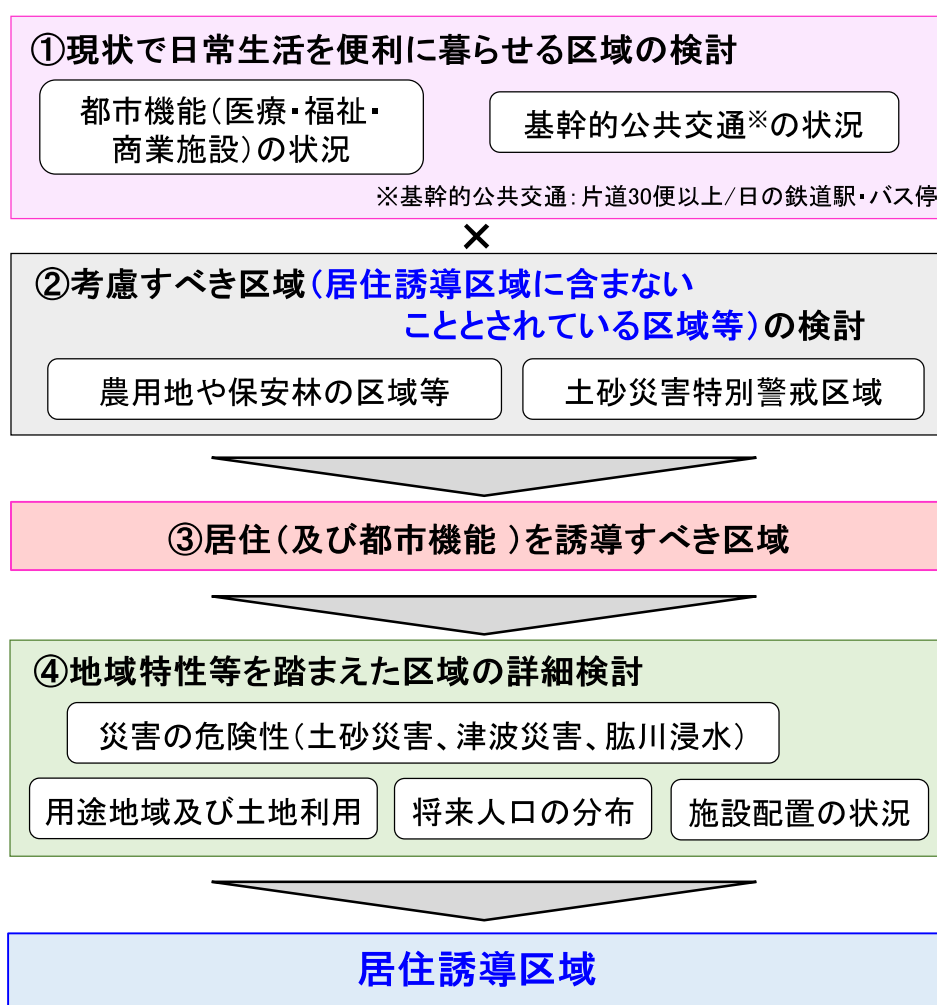 ①現状で日常生活を便利に暮らせる区域の検討
都市機能(医療・福祉・
商業施設)の状況
基幹的公共交通※の状況
※基幹的公共交通:片道30便以上/日の鉄道駅・バス停
×
②考慮すべき区域(居住誘導区域に含まない
こととされている区域等)の検討
農用地や保安林の区域等
土砂災害特別警戒区域
③居住(及び都市機能 )を誘導すべき区域
④地域特性等を踏まえた区域の詳細検討
災害の危険性(土砂災害、津波災害、肱川浸水)
用途地域及び土地利用
将来人口の分布
施設配置の状況
居住誘導区域